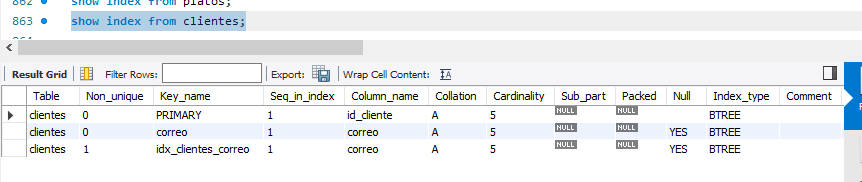 862 show index from platos;
863 show index from clientes;
Result Grid Filter Rows: Export: Wrap Cell Content: IA
Table Non_unique Key_name Seq_in_index Column_name Collation Cardinality Sub_part Packed Null Index_type Comment
clientes 0 PRIMARY 1 id_cliente A 5 NULL NULL BTREE
clientes 0 correo 1 correo A 5 NULL NULL YES BTREE
clientes 1 idx_clientes_correo 1 correo A 5 NULL NULL YES BTREE